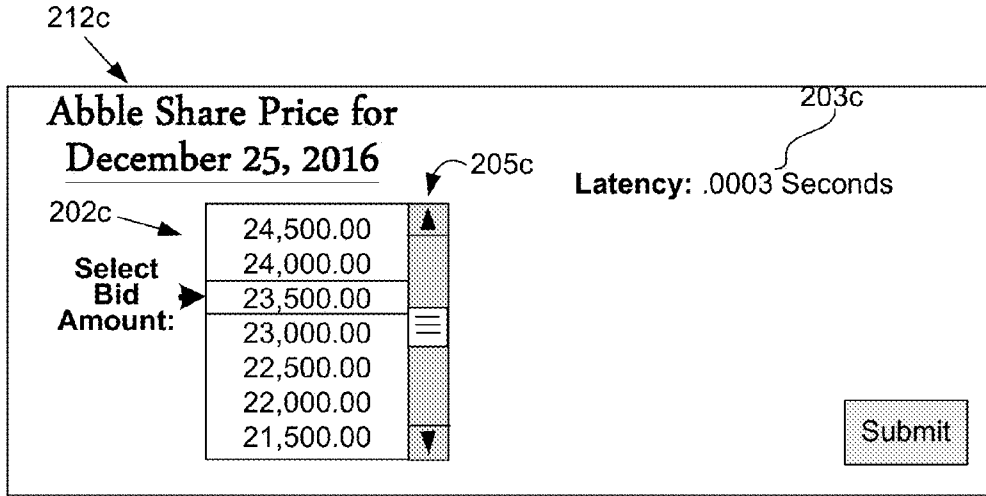 212c
Abble Share Price for
December 25, 2016
203c
205c
Latency: .0003 Seconds
202c
24,500.00
24,000.00
Select
Bid
Amount:
23,500.00
23,000.00
22,500.00
22,000.00
21,500.00
Submit